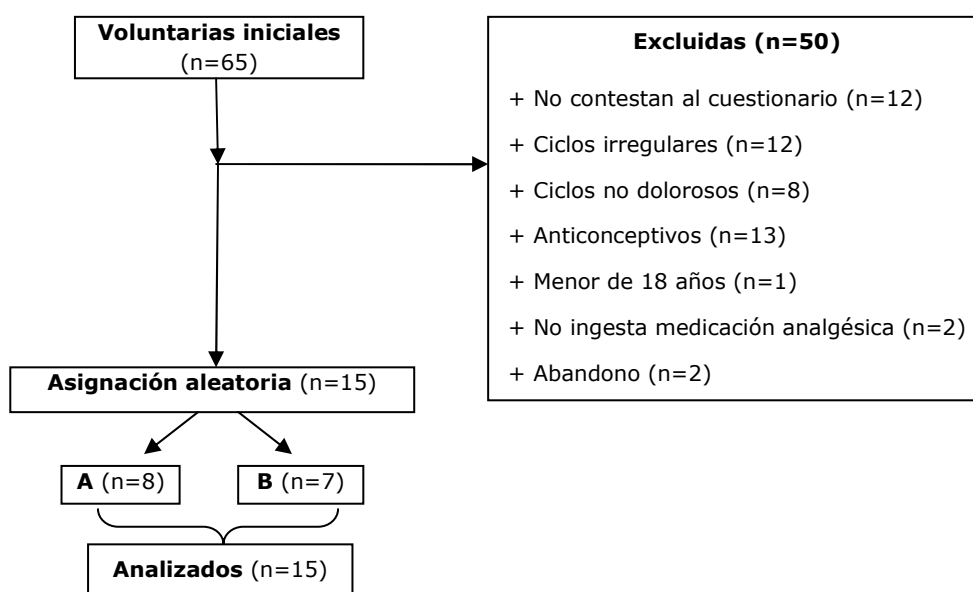 Voluntarias iniciales
(n=65)
Excluidas (n=50)
+ No contestan al cuestionario (n=12)
+ Ciclos irregulares (n=12)
+ Ciclos no dolorosos (n=8)
+ Anticonceptivos (n=13)
+ Menor de 18 años (n=1)
+ No ingesta medicación analgésica (n=2)
+ Abandono (n=2)
Asignación aleatoria (n=15)
A (n=8)
B (n=7)
Analizados (n=15)